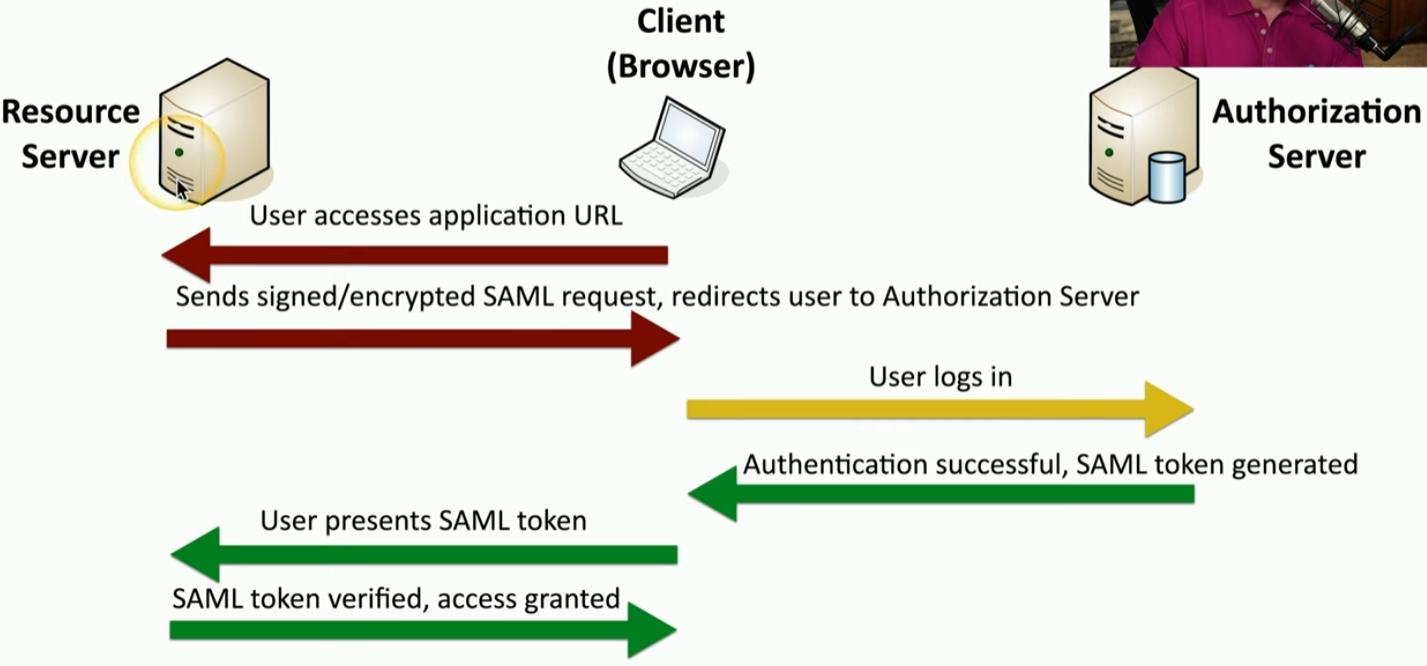 Client
(Browser)
Resource
Server
Authorization
Server
User accesses application URL
Sends signed/encrypted SAML request, redirects user to Authorization Server
User logs in
Authentication successful, SAML token generated
User presents SAML token
SAML token verified, access granted